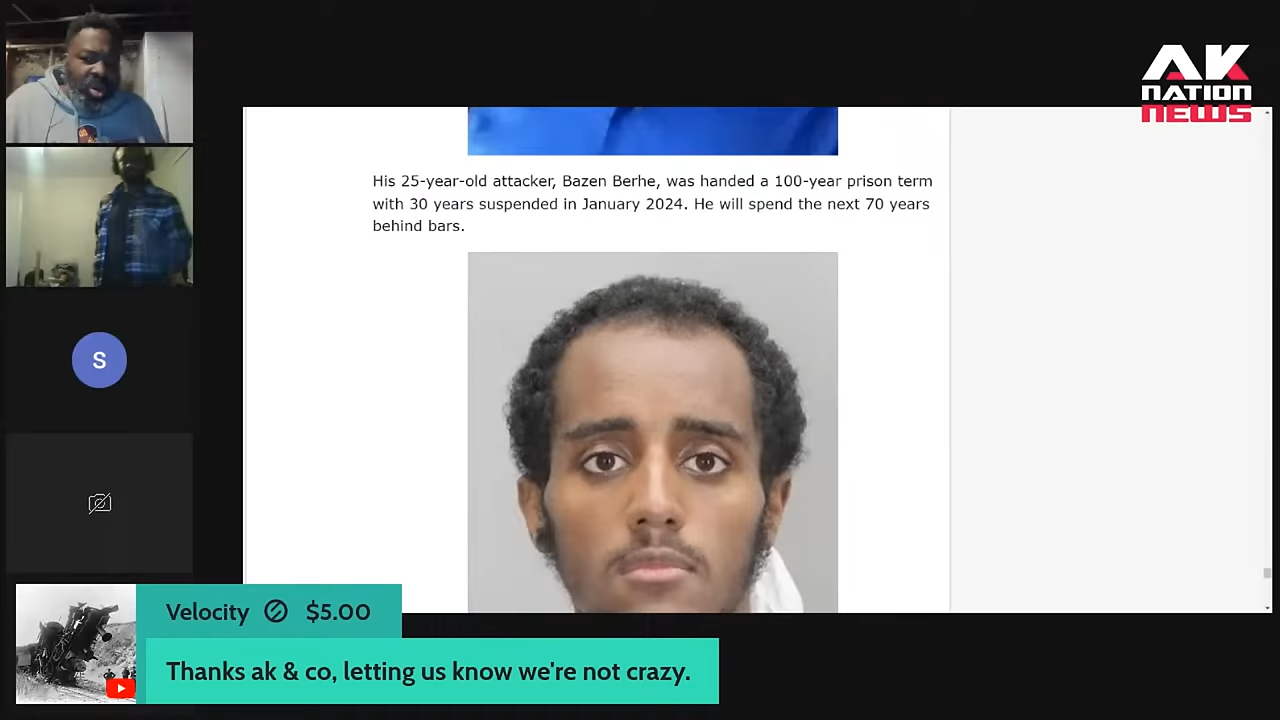 AK
NATION
NEWS
His 25-year-old attacker, Bazen Berhe, was handed a 100-year prison term
with 30 years suspended in January 2024. He will spend the next 70 years
behind bars.
S
Velocity $5.00
Thanks ak & co, letting us know we're not crazy.